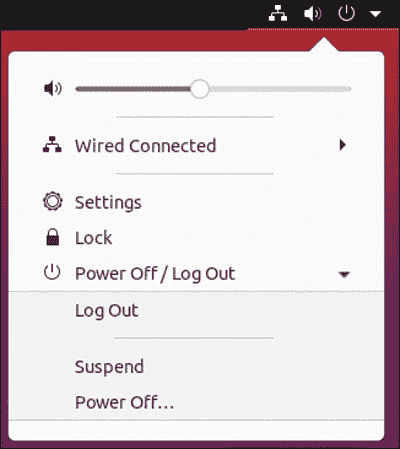 Wired Connected
Settings
Lock
Power Off / Log Out
Log Out
Suspend
Power Off...